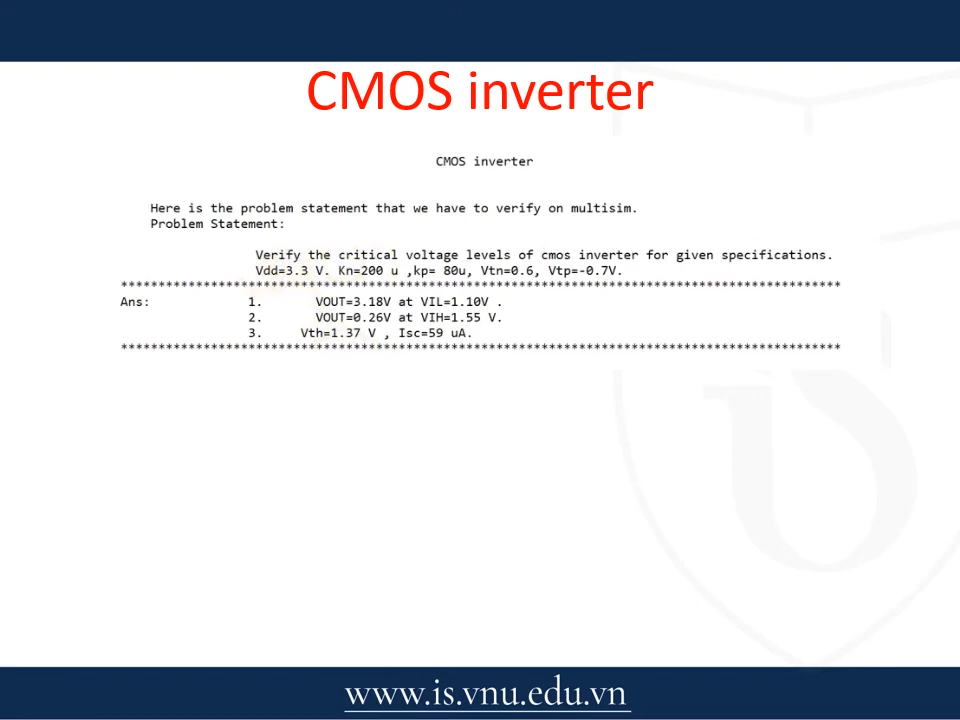 CMOS inverter
CMOS inverter
Here is the problem statement that we have to verify on multisim.
Problem Statement:
Verify the critical voltage levels of cmos inverter for given specifications.
Vdd=3.3 V. Kn=200 u ,kp= 80u, Vtn=0.6, Vtp=-0.7V.
************************************************************************************************
Ans: 1. VOUT=3.18V at VIL=1.10V .
2. VOUT=0.26V at VIH=1.55 V.
3. Vth=1.37 V , Isc=59 uA.
************************************************************************************************
www.is.vnu.edu.vn